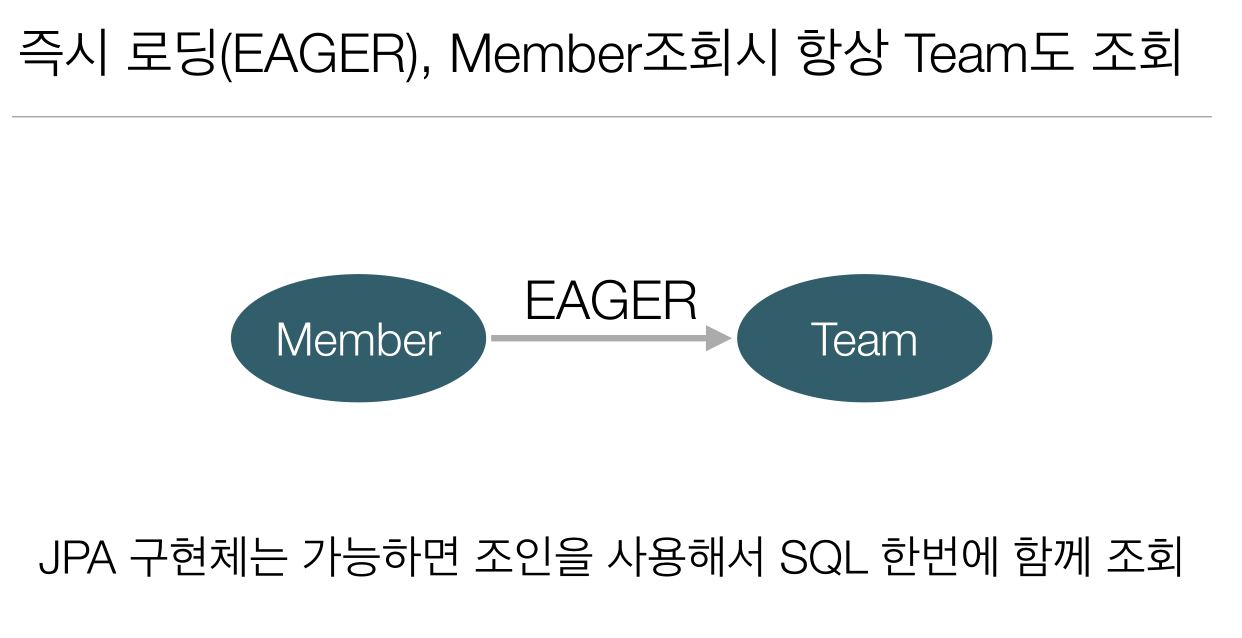 즉시 로딩(EAGER), Member조회시 항상 Team도 조회
EAGER
Member
Team
JPA 구현체는 가능하면 조인을 사용해서 SQL 한번에 함께 조회